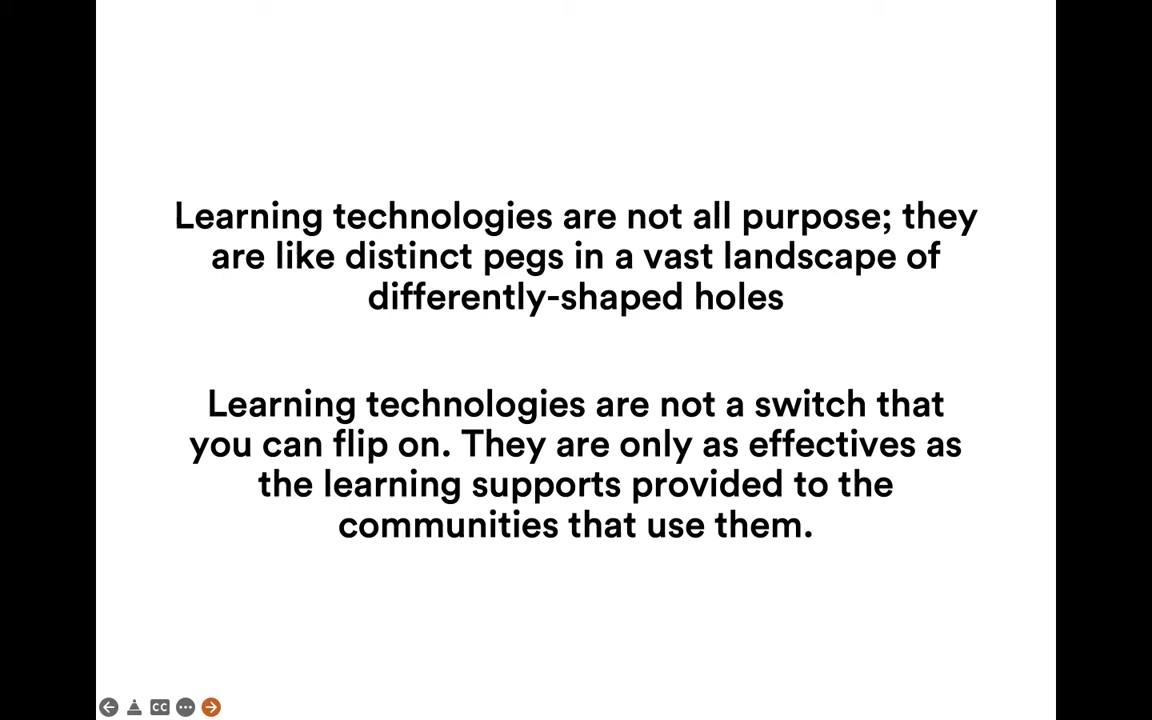 Learning technologies are not all purpose; they
are like distinct pegs in a vast landscape of
differently-shaped holes
Learning technologies are not a switch that
you can flip on. They are only as effectives as
the learning supports provided to the
communities that use them.
CC